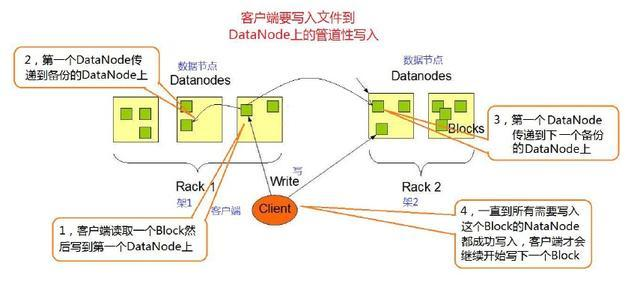 客户端要写入文件到
DataNode上的管道性写入
2，第一个DataNode传
递到备份的DataNode上
数据节点
Datanodes
数据节点
Datanodes
3，第一个DataNode
传递到下一个备份
的DataNode上
Blocks
Rack 1
架1
客户端
Write
写
Rack 2
架2
Client
1，客户端读取一个Block然
后写到第一个DataNode上
4，一直到所有需要写入
这个Block的NataNode
都成功写入，客户端才会
继续开始写下一个Block